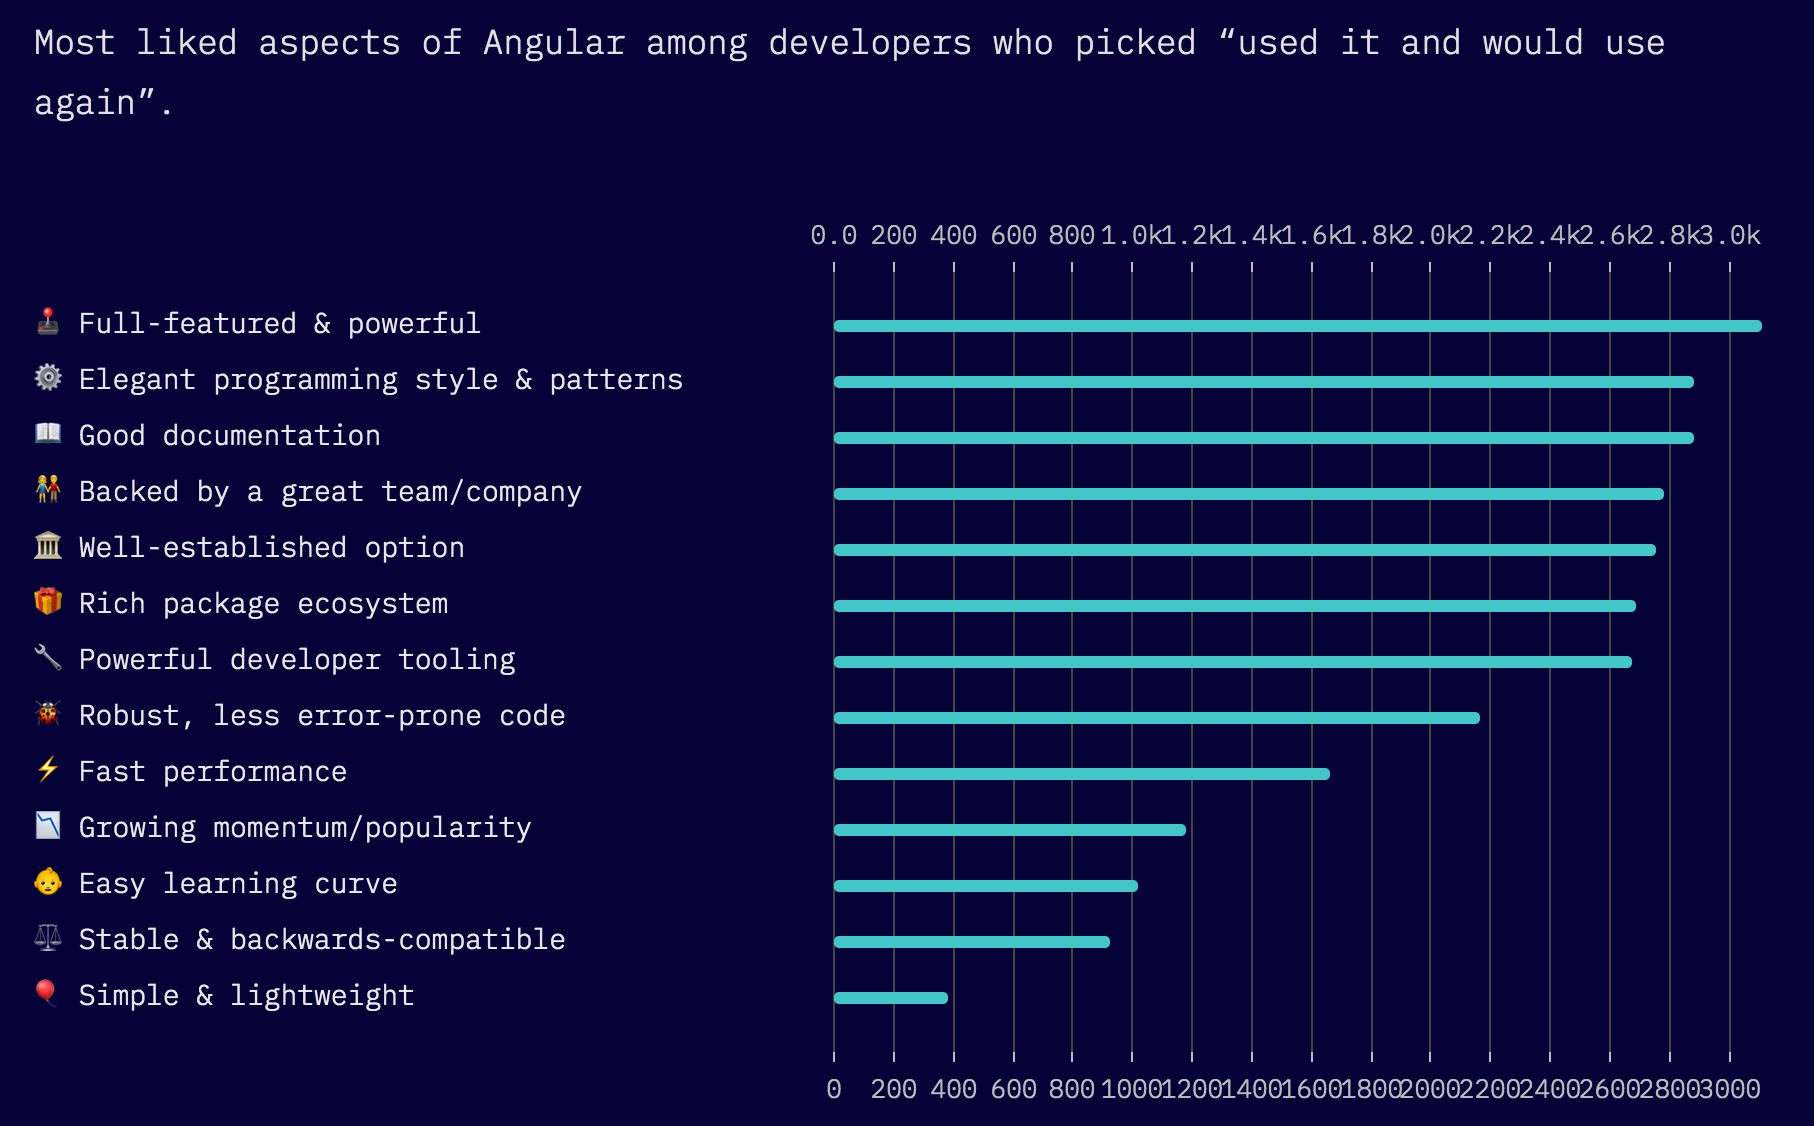 Most liked aspects of Angular among developers who picked “used it and would use
again”.
0.0 200 400 600 800 1.0k 1.2k 1.4k 1.6k 1.8k 2.0k 2.2k 2.4k 2.6k 2.8k 3.0k
Full-featured & powerful
Elegant programming style & patterns
Good documentation
Backed by a great team/company
Well-established option
Rich package ecosystem
Powerful developer tooling
Robust, less error-prone code
Fast performance
Growing momentum/popularity
Easy learning curve
Stable & backwards-compatible
Simple & lightweight
0 200 400 600 800 1000 1200 1400 1600 1800 2000 2200 2400 2600 2800 3000